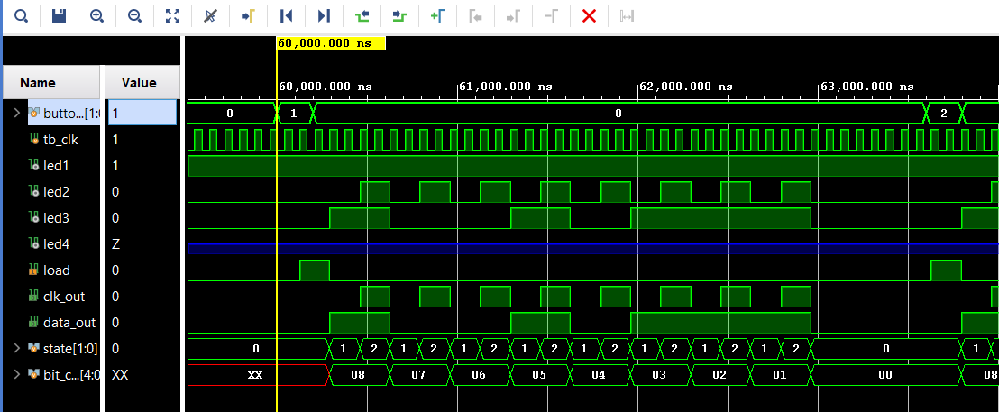 60,000.000 ns
Name Value
60,000.000 ns 61,000.000 ns 62,000.000 ns 63,000.000 ns
butto...[1:0 1 0 1 0 2
tb_clk 1
led1 1
led2 0
led3 0
led4 Z
load 0
clk_out 0
data_out 0
state[1:0] 0 0 1 2 1 2 1 2 1 2 1 2 1 2 1 2 1 2 0 1
bit_c...[4:0 XX XX 08 07 06 05 04 03 02 01 00 08